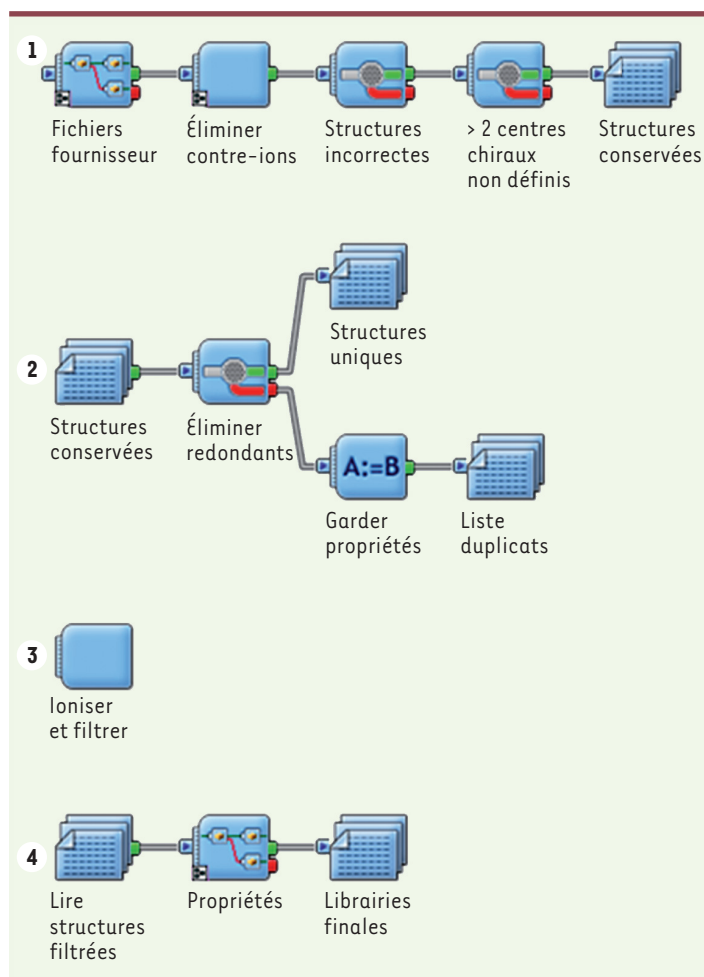 1
Fichiers
fournisseur
Éliminer
contre-ions
Structures
incorrectes
> 2 centres
chiraux
non définis
Structures
conservées
2
Structures
conservées
Éliminer
redondants
Structures
uniques
A:=B
Garder
propriétés
Liste
duplicats
3
Ioniser
et filtrer
4
Lire
structures
filtrées
Propriétés
Librairies
finales